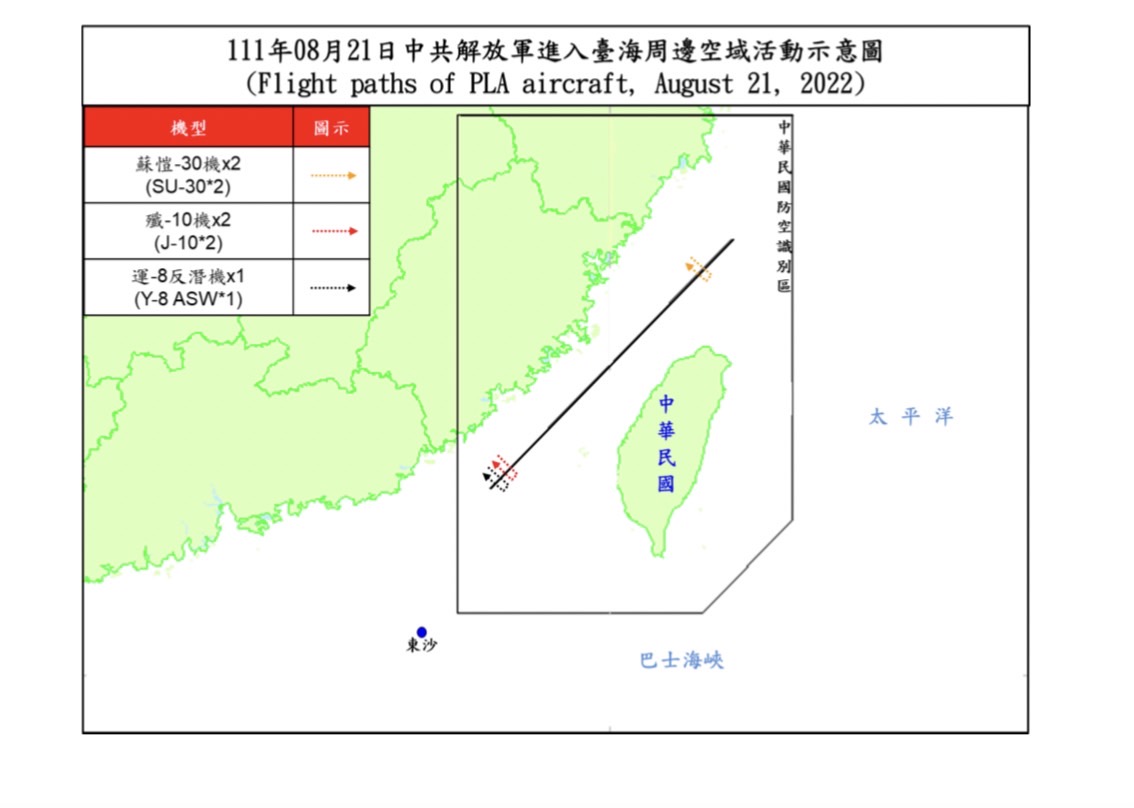 111年08月21日中共解放軍進入臺海周邊空域活動示意圖
(Flight paths of PLA aircraft, August 21, 2022)
機型
圖示
蘇愷-30機x2
(SU-30*2)
殲-10機x2
(J-10*2)
運-8反潛機x1
(Y-8 ASW*1)
中華民國防空識別區
中華民國
太平洋
東沙
巴士海峽